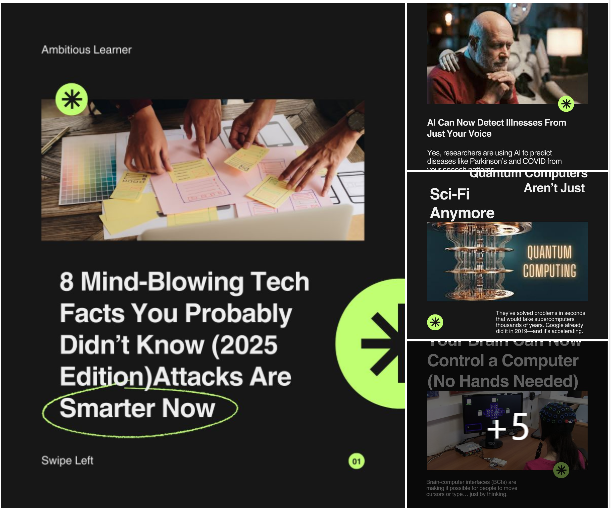 Ambitious Learner
8 Mind-Blowing Tech
Facts You Probably
Didn't Know (2025
Edition)Attacks Are
Smarter Now
Swipe Left
01
AI Can Now Detect Illnesses From
Just Your Voice
Yes, researchers are using AI to predict
diseases like Parkinson's and COVID from
your speech patterns.
Quantum Computers
Aren't Just
Sci-Fi
Anymore
QUANTUM
COMPUTING
They've solved problems in seconds
that would take supercomputers
thousands of years. Google already
did it in 2019—and it's accelerating.
Your Brain Can Now
Control a Computer
(No Hands Needed)
+5
Brain-computer interfaces (BCIs) are
making it possible for people to move
cursors or type... just by thinking.